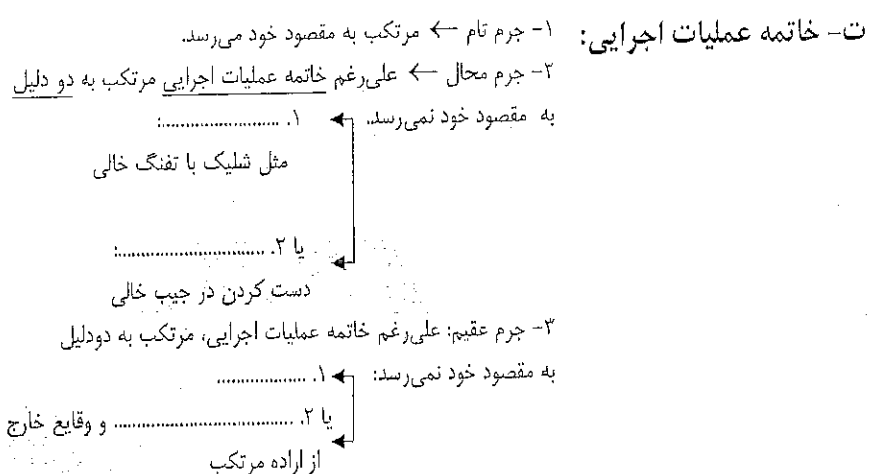 ت- خاتمه عملیات اجرایی:
۱- جرم تام ← مرتکب به مقصود خود می‌رسد.
۲- جرم محال ← علی‌رغم خاتمه عملیات اجرایی مرتکب به دو دلیل
به مقصود خود نمی‌رسد. ۱. ........................:
مثل شلیک با تفنگ خالی
یا ۲. ..............................:
دست کردن در جیب خالی
۳- جرم عقیم: علی‌رغم خاتمه عملیات اجرایی، مرتکب به دودلیل
به مقصود خود نمی‌رسد: ۱. ..................
یا ۲. .................................... و وقایع خارج
از اراده مرتکب